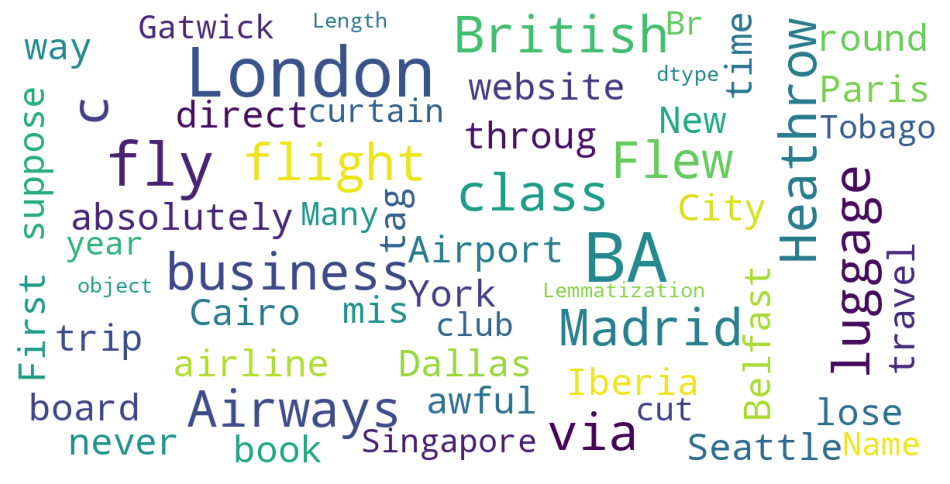 Gatwick
Length
British
Br
time
Heathrow
round
way
London
website
dtype
Paris
suppose
c
direct
curtain
throug
New
Tobago
fly
flight
Flew
class
luggage
absolutely
Many
tag
City
year
Airport
BA
travel
business
object
York
Lemmatization
First
Cairo
mis
club
Madrid
Belfast
trip
airline
Dallas
Iberia
board
Airways
awful
cut
lose
never
book
Singapore
via
Seattle
Name